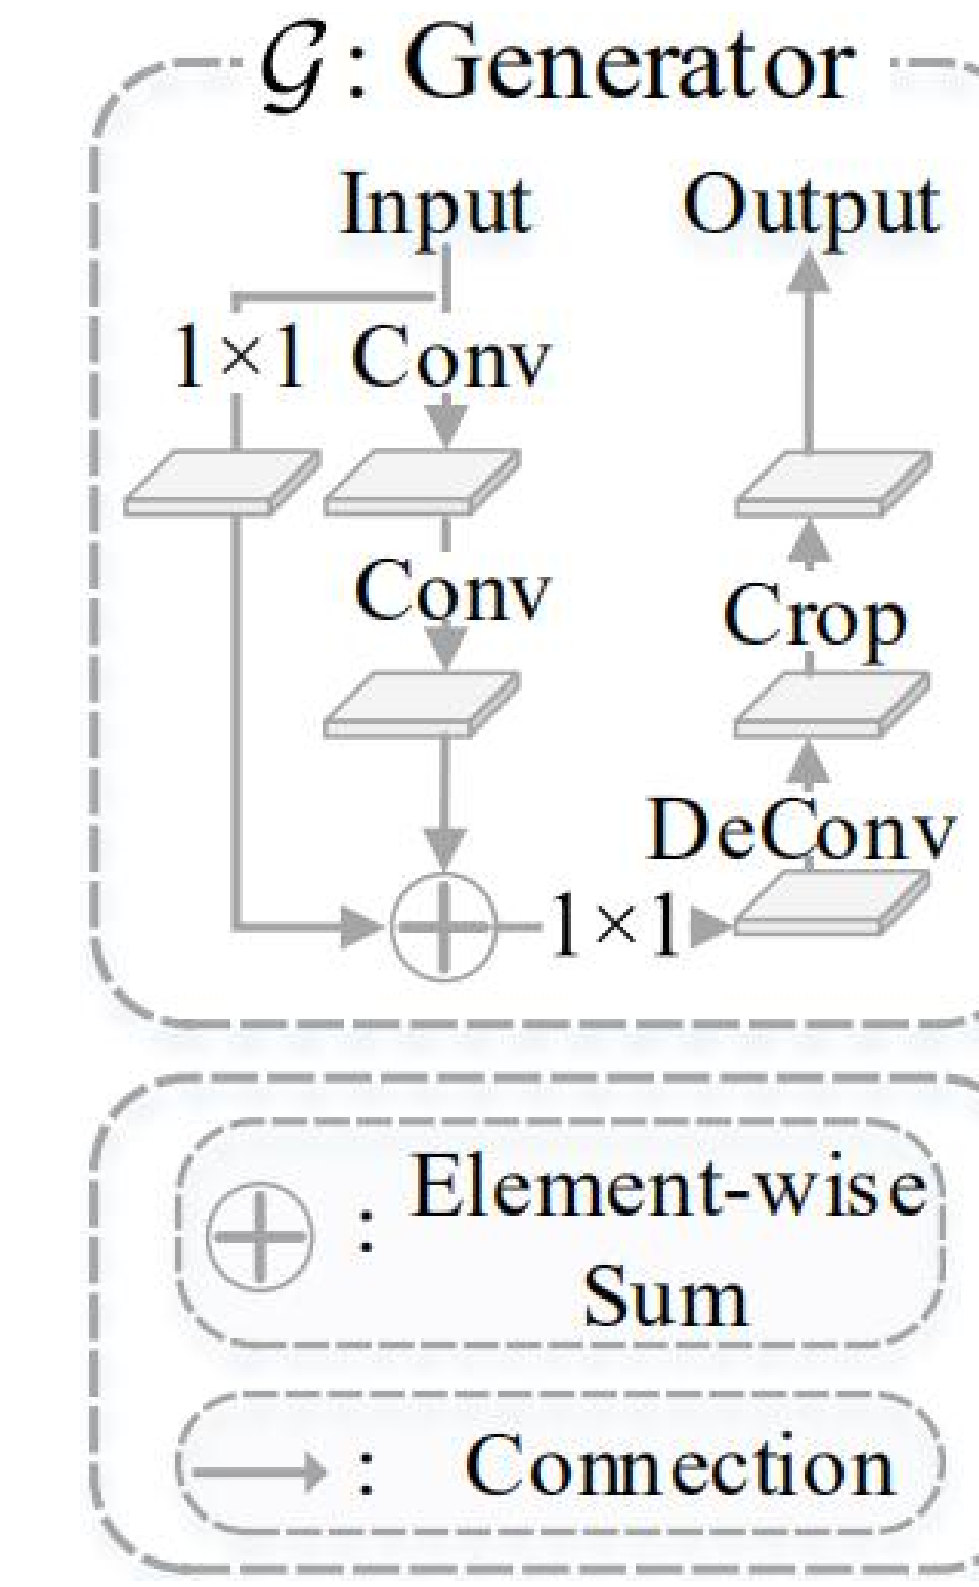 𝒢: Generator
Input
Output
1×1
Conv
Conv
Crop
DeConv
1×1
: Element-wise
Sum
: Connection